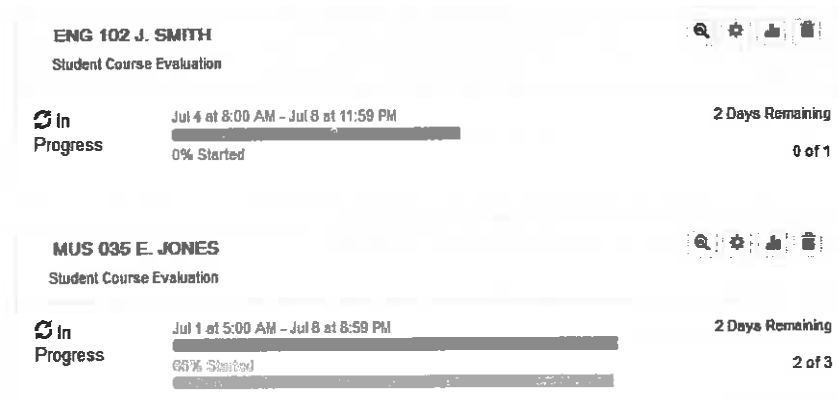 ENG 102 J. SMITH
Student Course Evaluation
In Progress
Jul 4 at 8:00 AM - Jul 8 at 11:59 PM
2 Days Remaining
0% Started
0 of 1
MUS 035 E. JONES
Student Course Evaluation
In Progress
Jul 1 at 5:00 AM - Jul 8 at 8:59 PM
2 Days Remaining
65% Started
2 of 3